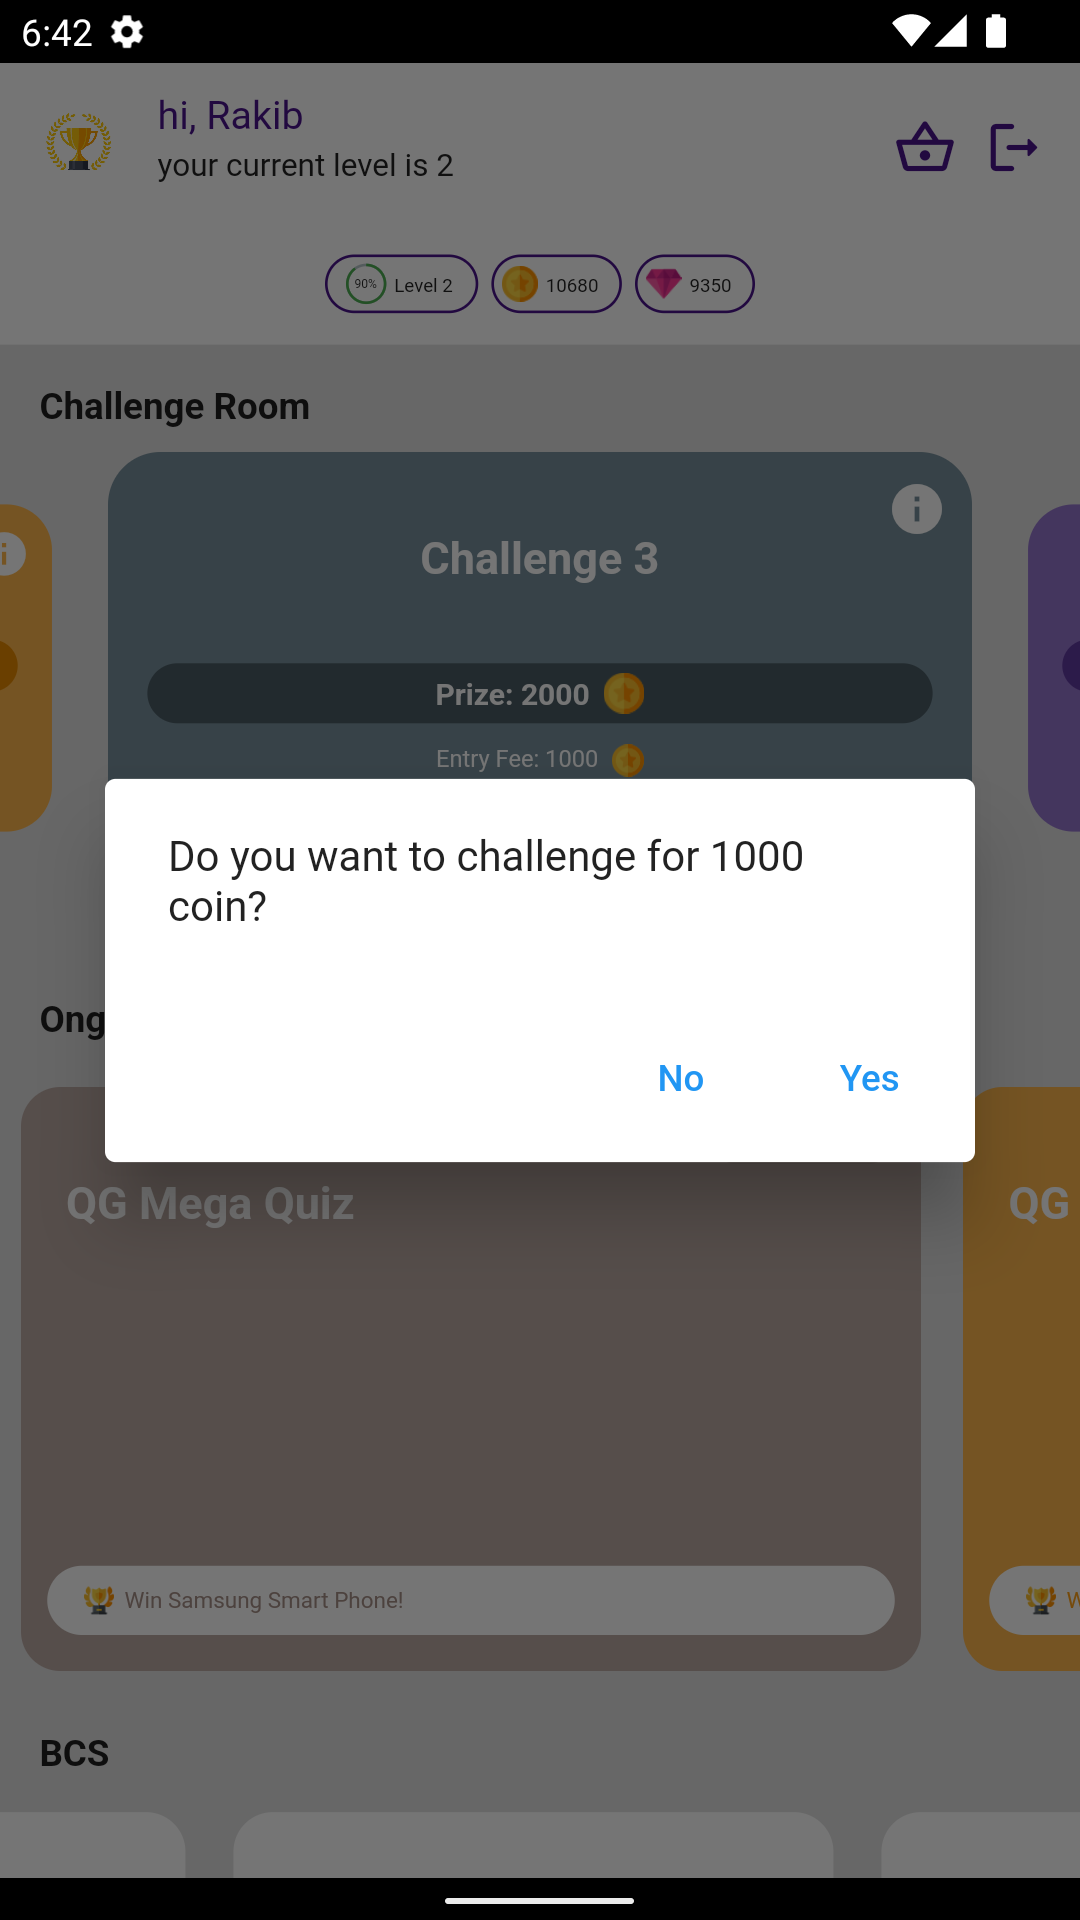 6:42
hi, Rakib
your current level is 2
90% Level 2 10680 9350
Challenge Room
Challenge 3
Prize: 2000
Entry Fee: 1000
Do you want to challenge for 1000
coin?
Ong
No Yes
QG Mega Quiz QG
Win Samsung Smart Phone! W
BCS